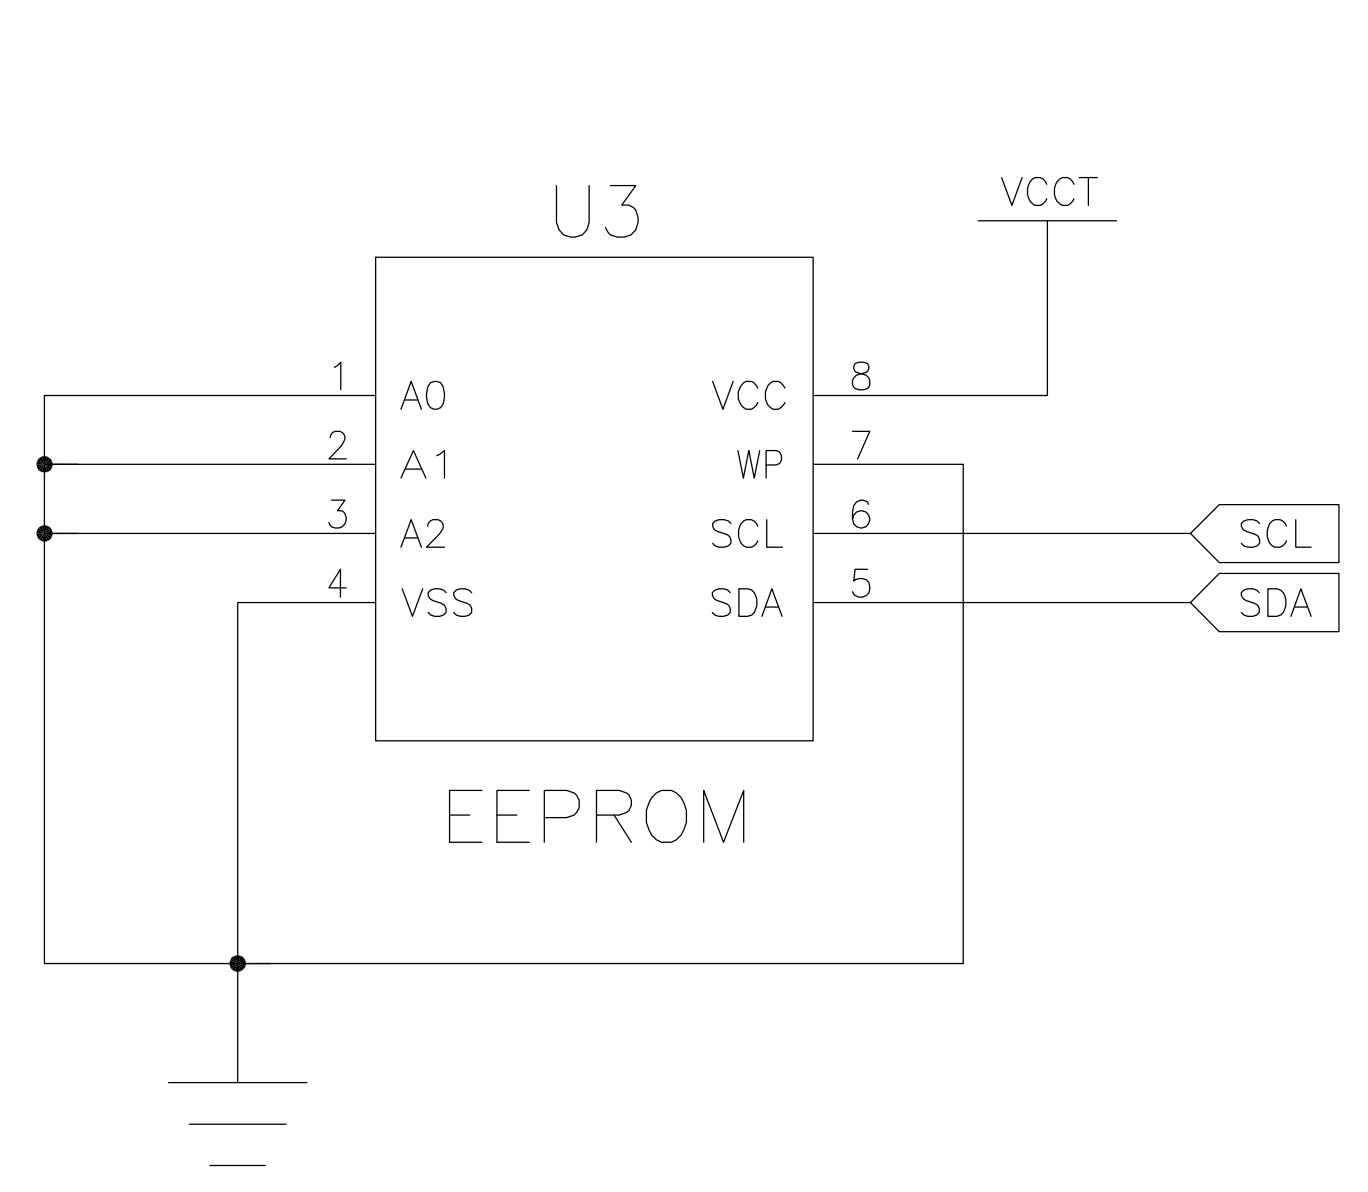 U3
VCCT
1 A0 VCC 8
2 A1 WP 7
3 A2 SCL 6 SCL
4 VSS SDA 5 SDA
EEPROM